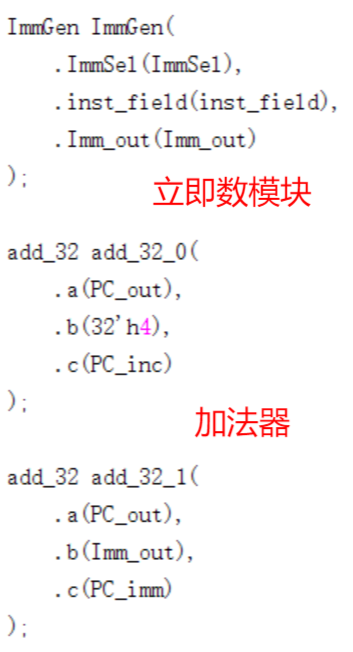 ImmGen ImmGen(
.ImmSel(ImmSel),
.inst_field(inst_field),
.Imm_out(Imm_out)
);
立即数模块
add_32 add_32_0(
.a(PC_out),
.b(32'h4),
.c(PC_inc)
);
加法器
add_32 add_32_1(
.a(PC_out),
.b(Imm_out),
.c(PC_imm)
);